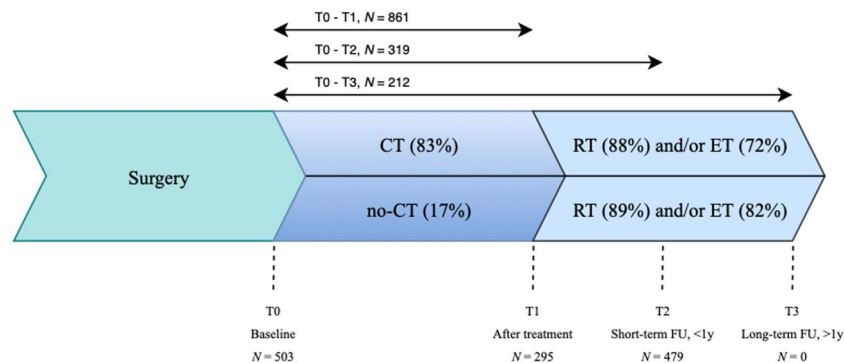 T0 - T1, N = 861
T0 - T2, N = 319
T0 - T3, N = 212
Surgery
CT (83%)
RT (88%) and/or ET (72%)
no-CT (17%)
RT (89%) and/or ET (82%)
T0
T1
T2
T3
Baseline
After treatment
Short-term FU, <1y
Long-term FU, >1y
N = 503
N = 295
N = 479
N = 0